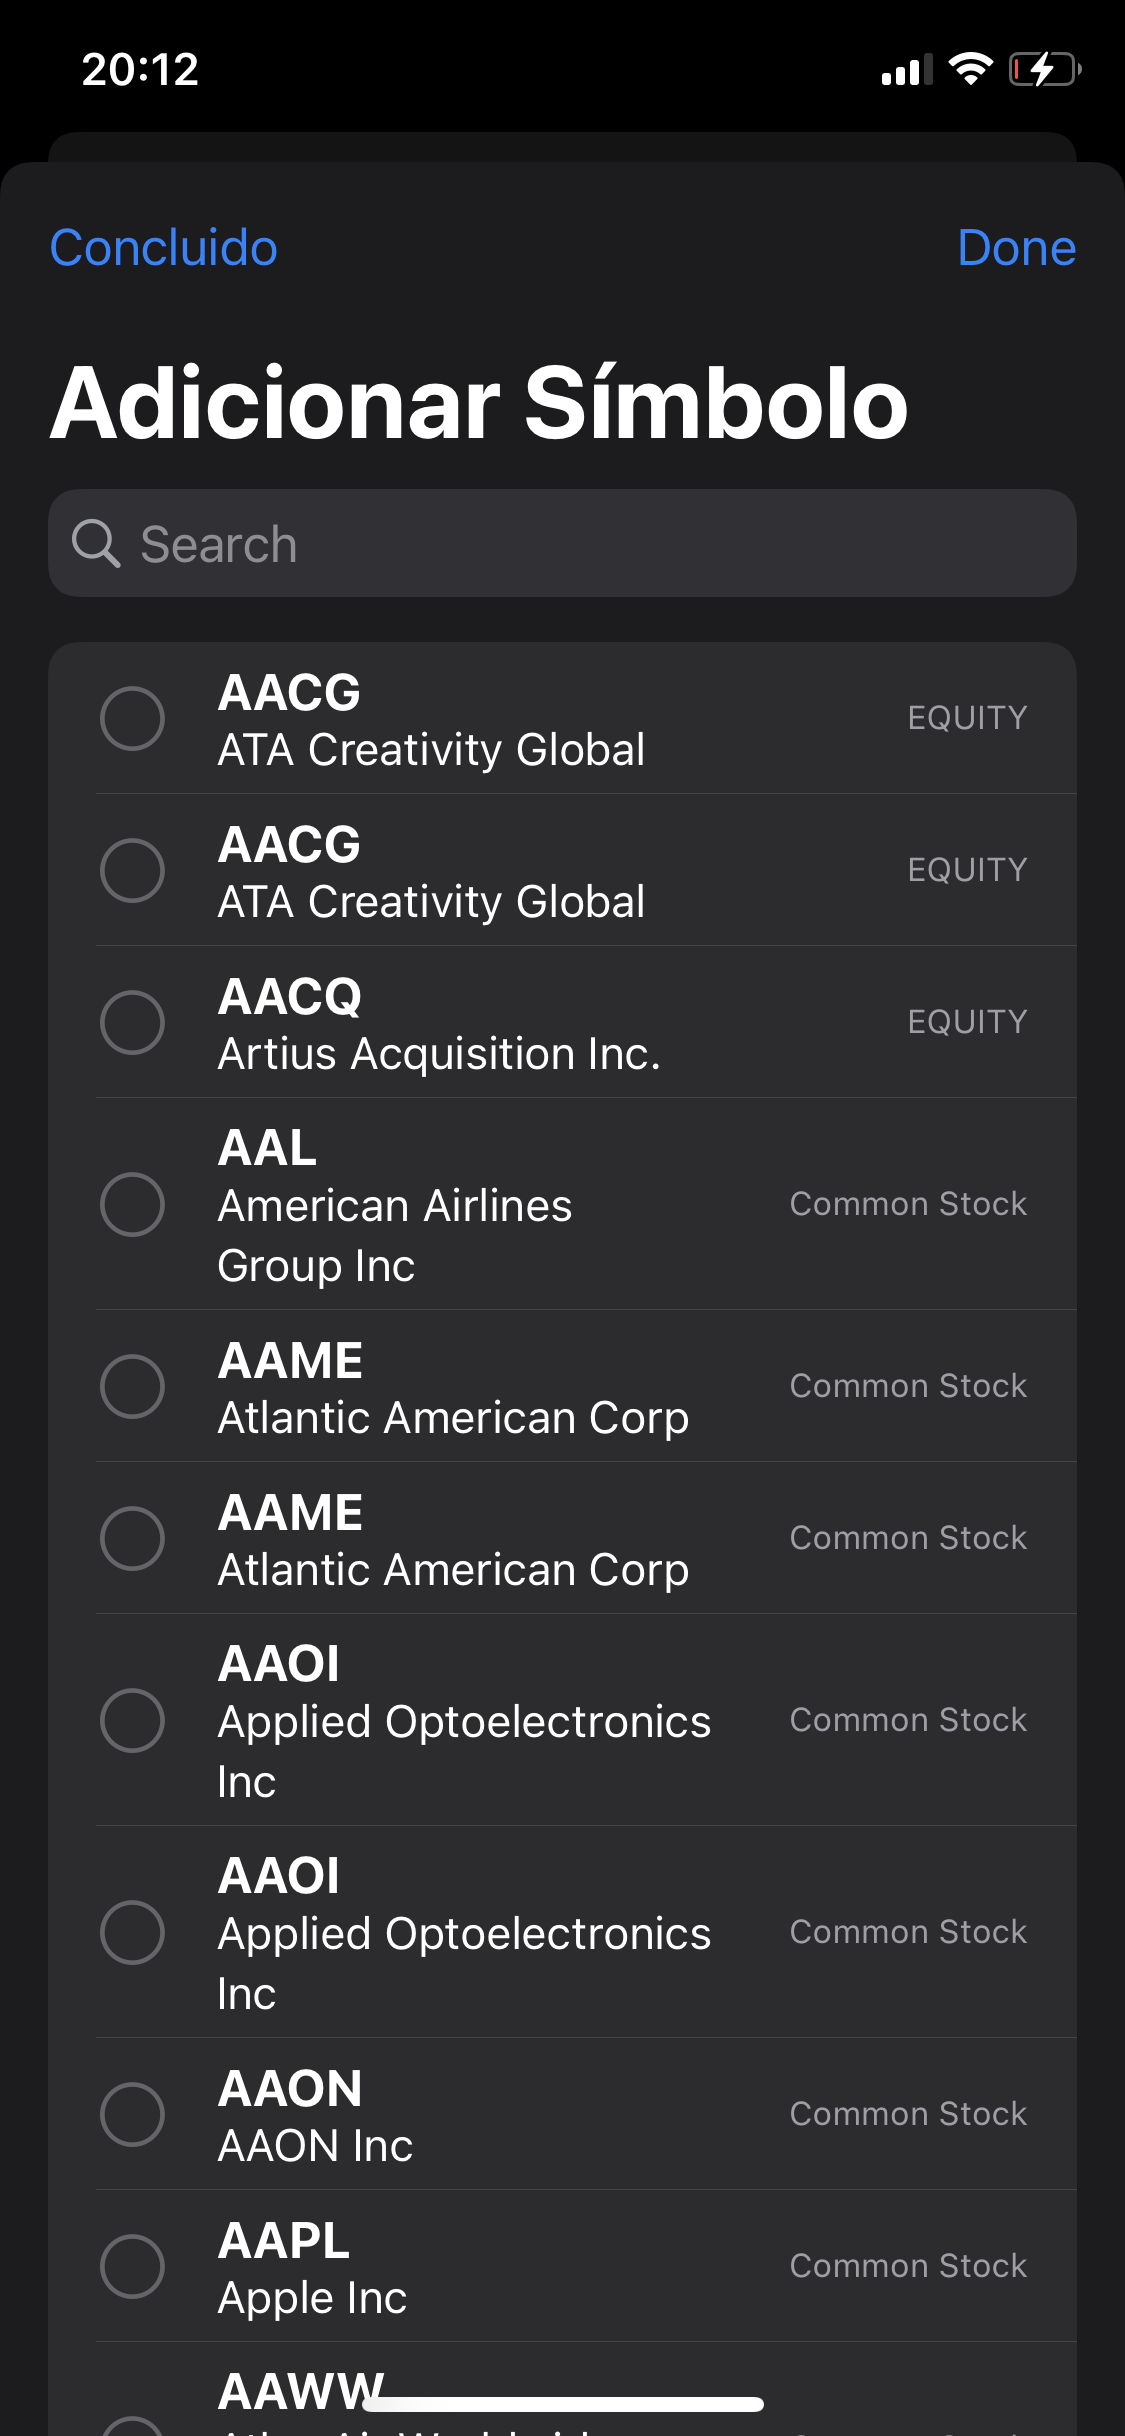 20:12
Concluido
Done
Adicionar Símbolo
Search
AACG
ATA Creativity Global
EQUITY
AACG
ATA Creativity Global
EQUITY
AACQ
Artius Acquisition Inc.
EQUITY
AAL
American Airlines
Group Inc
Common Stock
AAME
Atlantic American Corp
Common Stock
AAME
Atlantic American Corp
Common Stock
AAOI
Applied Optoelectronics
Inc
Common Stock
AAOI
Applied Optoelectronics
Inc
Common Stock
AAON
AAON Inc
Common Stock
AAPL
Apple Inc
Common Stock
AAWW